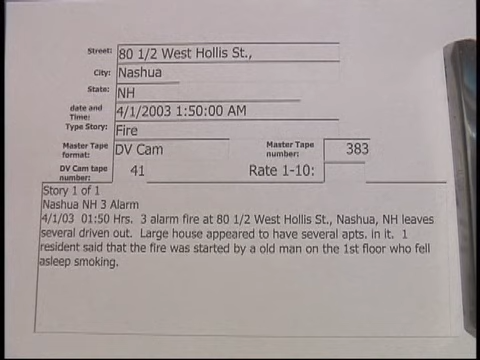 Street: 80 1/2 West Hollis St.,
City: Nashua
State: NH
date and Time: 4/1/2003 1:50:00 AM
Type Story: Fire
Master Tape format: DV Cam Master Tape number: 383
DV Cam tape number: 41 Rate 1-10:
Story 1 of 1
Nashua NH 3 Alarm
4/1/03 01:50 Hrs. 3 alarm fire at 80 1/2 West Hollis St., Nashua, NH leaves
several driven out. Large house appeared to have several apts. in it. 1
resident said that the fire was started by a old man on the 1st floor who fell
asleep smoking.